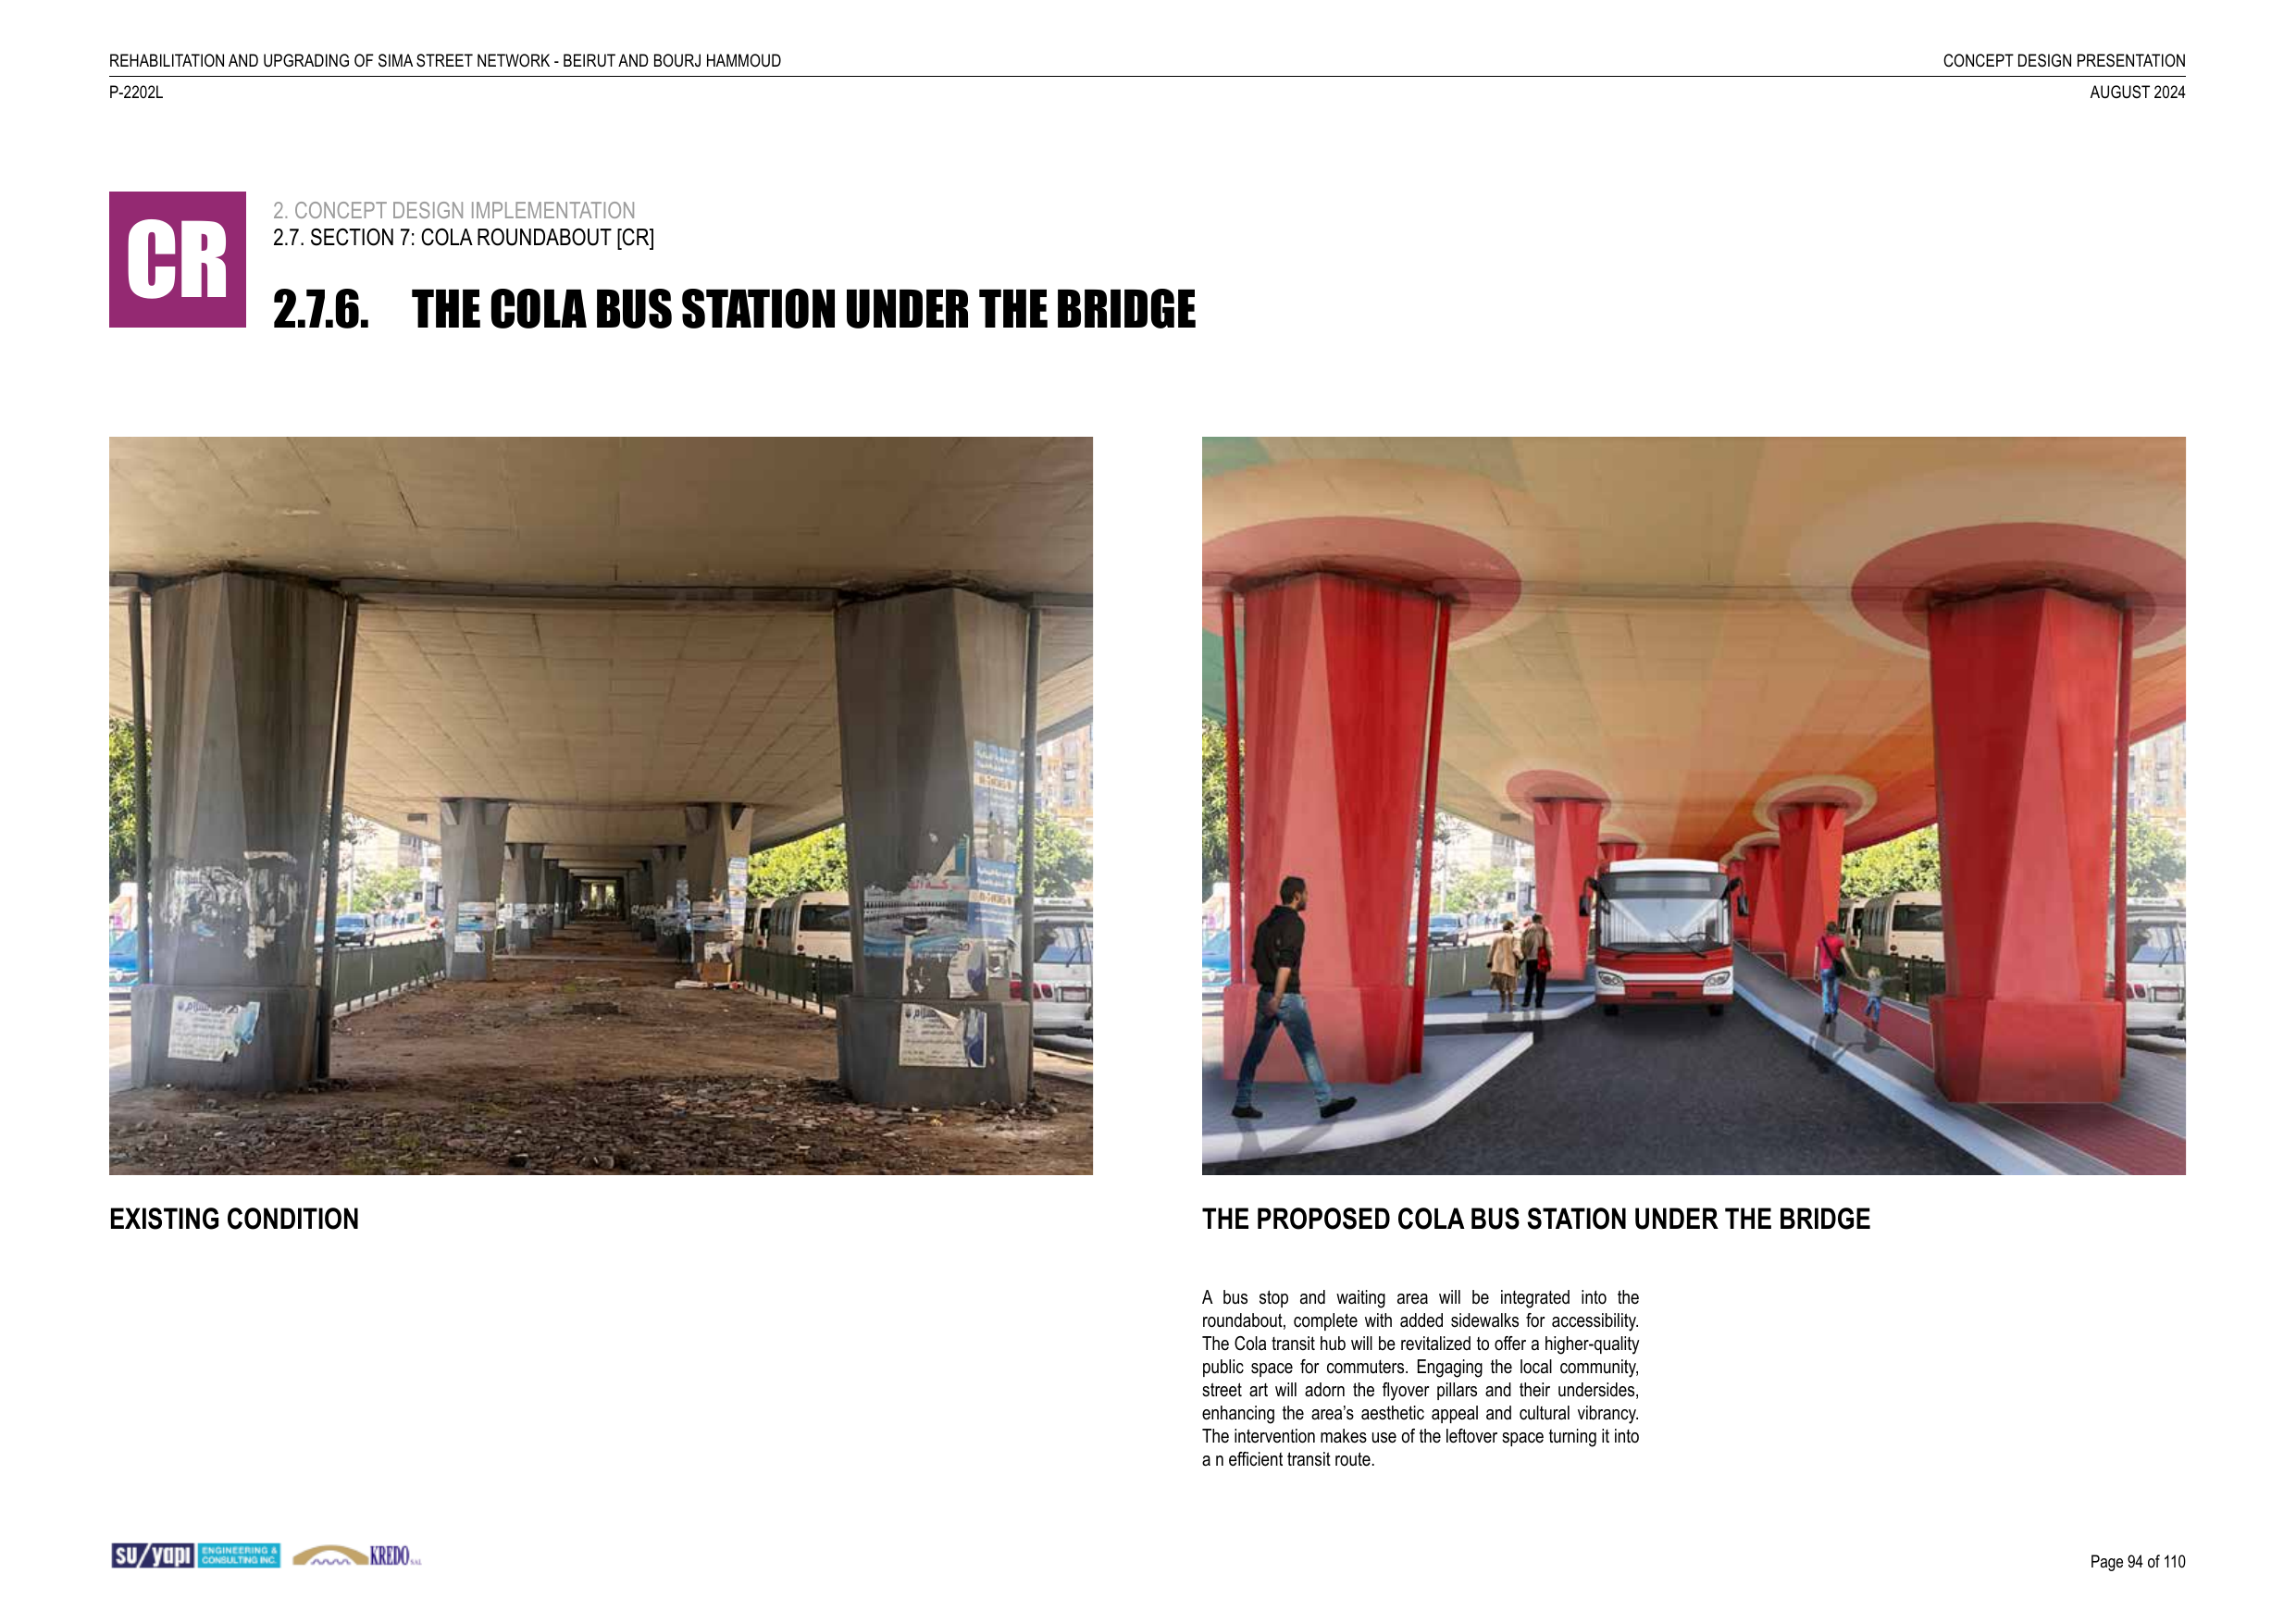 REHABILITATION AND UPGRADING OF SIMA STREET NETWORK - BEIRUT AND BOURJ HAMMOUD
CONCEPT DESIGN PRESENTATION
P-2202L
AUGUST 2024
CR
2. CONCEPT DESIGN IMPLEMENTATION
2.7. SECTION 7: COLA ROUNDABOUT [CR]
2.7.6. THE COLA BUS STATION UNDER THE BRIDGE
EXISTING CONDITION
THE PROPOSED COLA BUS STATION UNDER THE BRIDGE
A bus stop and waiting area will be integrated into the
roundabout, complete with added sidewalks for accessibility.
The Cola transit hub will be revitalized to offer a higher-quality
public space for commuters. Engaging the local community,
street art will adorn the flyover pillars and their undersides,
enhancing the area’s aesthetic appeal and cultural vibrancy.
The intervention makes use of the leftover space turning it into
a n efficient transit route.
su/yapi
ENGINEERING &
CONSULTING INC.
KREDO SAL
Page 94 of 110